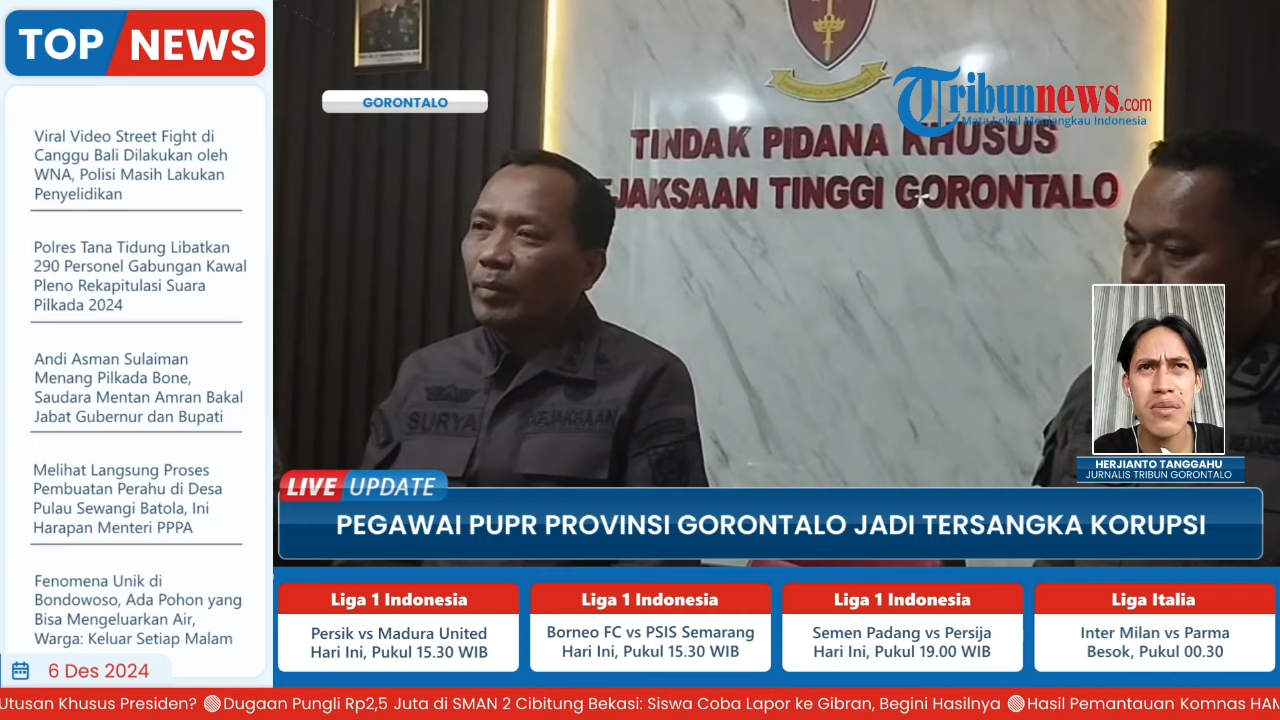 TOP NEWS
Viral Video Street Fight di
Canggu Bali Dilakukan oleh
WNA, Polisi Masih Lakukan
Penyelidikan
Polres Tana Tidung Libatkan
290 Personel Gabungan Kawal
Pleno Rekapitulasi Suara
Pilkada 2024
Andi Asman Sulaiman
Menang Pilkada Bone,
Saudara Mentan Amran Bakal
Jabat Gubernur dan Bupati
Melihat Langsung Proses
Pembuatan Perahu di Desa
Pulau Sewangi Batola, Ini
Harapan Menteri PPPA
Fenomena Unik di
Bondowoso, Ada Pohon yang
Bisa Mengeluarkan Air,
Warga: Keluar Setiap Malam
6 Des 2024
GORONTALO
Tribunnews.com
Mata Lokal Menjangkau Indonesia
TINDAK PIDANA KHUSUS
EJAKSAAN TINGGI GORONTALO
SURYA
KEJAKSAAN
HERJIANTO TANGGAHU
JURNALIS TRIBUN GORONTALO
LIVE UPDATE
PEGAWAI PUPR PROVINSI GORONTALO JADI TERSANGKA KORUPSI
Liga 1 Indonesia
Persik vs Madura United
Hari Ini, Pukul 15.30 WIB
Liga 1 Indonesia
Borneo FC vs PSIS Semarang
Hari Ini, Pukul 15.30 WIB
Liga 1 Indonesia
Semen Padang vs Persija
Hari Ini, Pukul 19.00 WIB
Liga Italia
Inter Milan vs Parma
Besok, Pukul 00.30
Utusan Khusus Presiden? Dugaan Pungli Rp2,5 Juta di SMAN 2 Cibitung Bekasi: Siswa Coba Lapor ke Gibran, Begini Hasilnya Hasil Pemantauan Komnas HAM